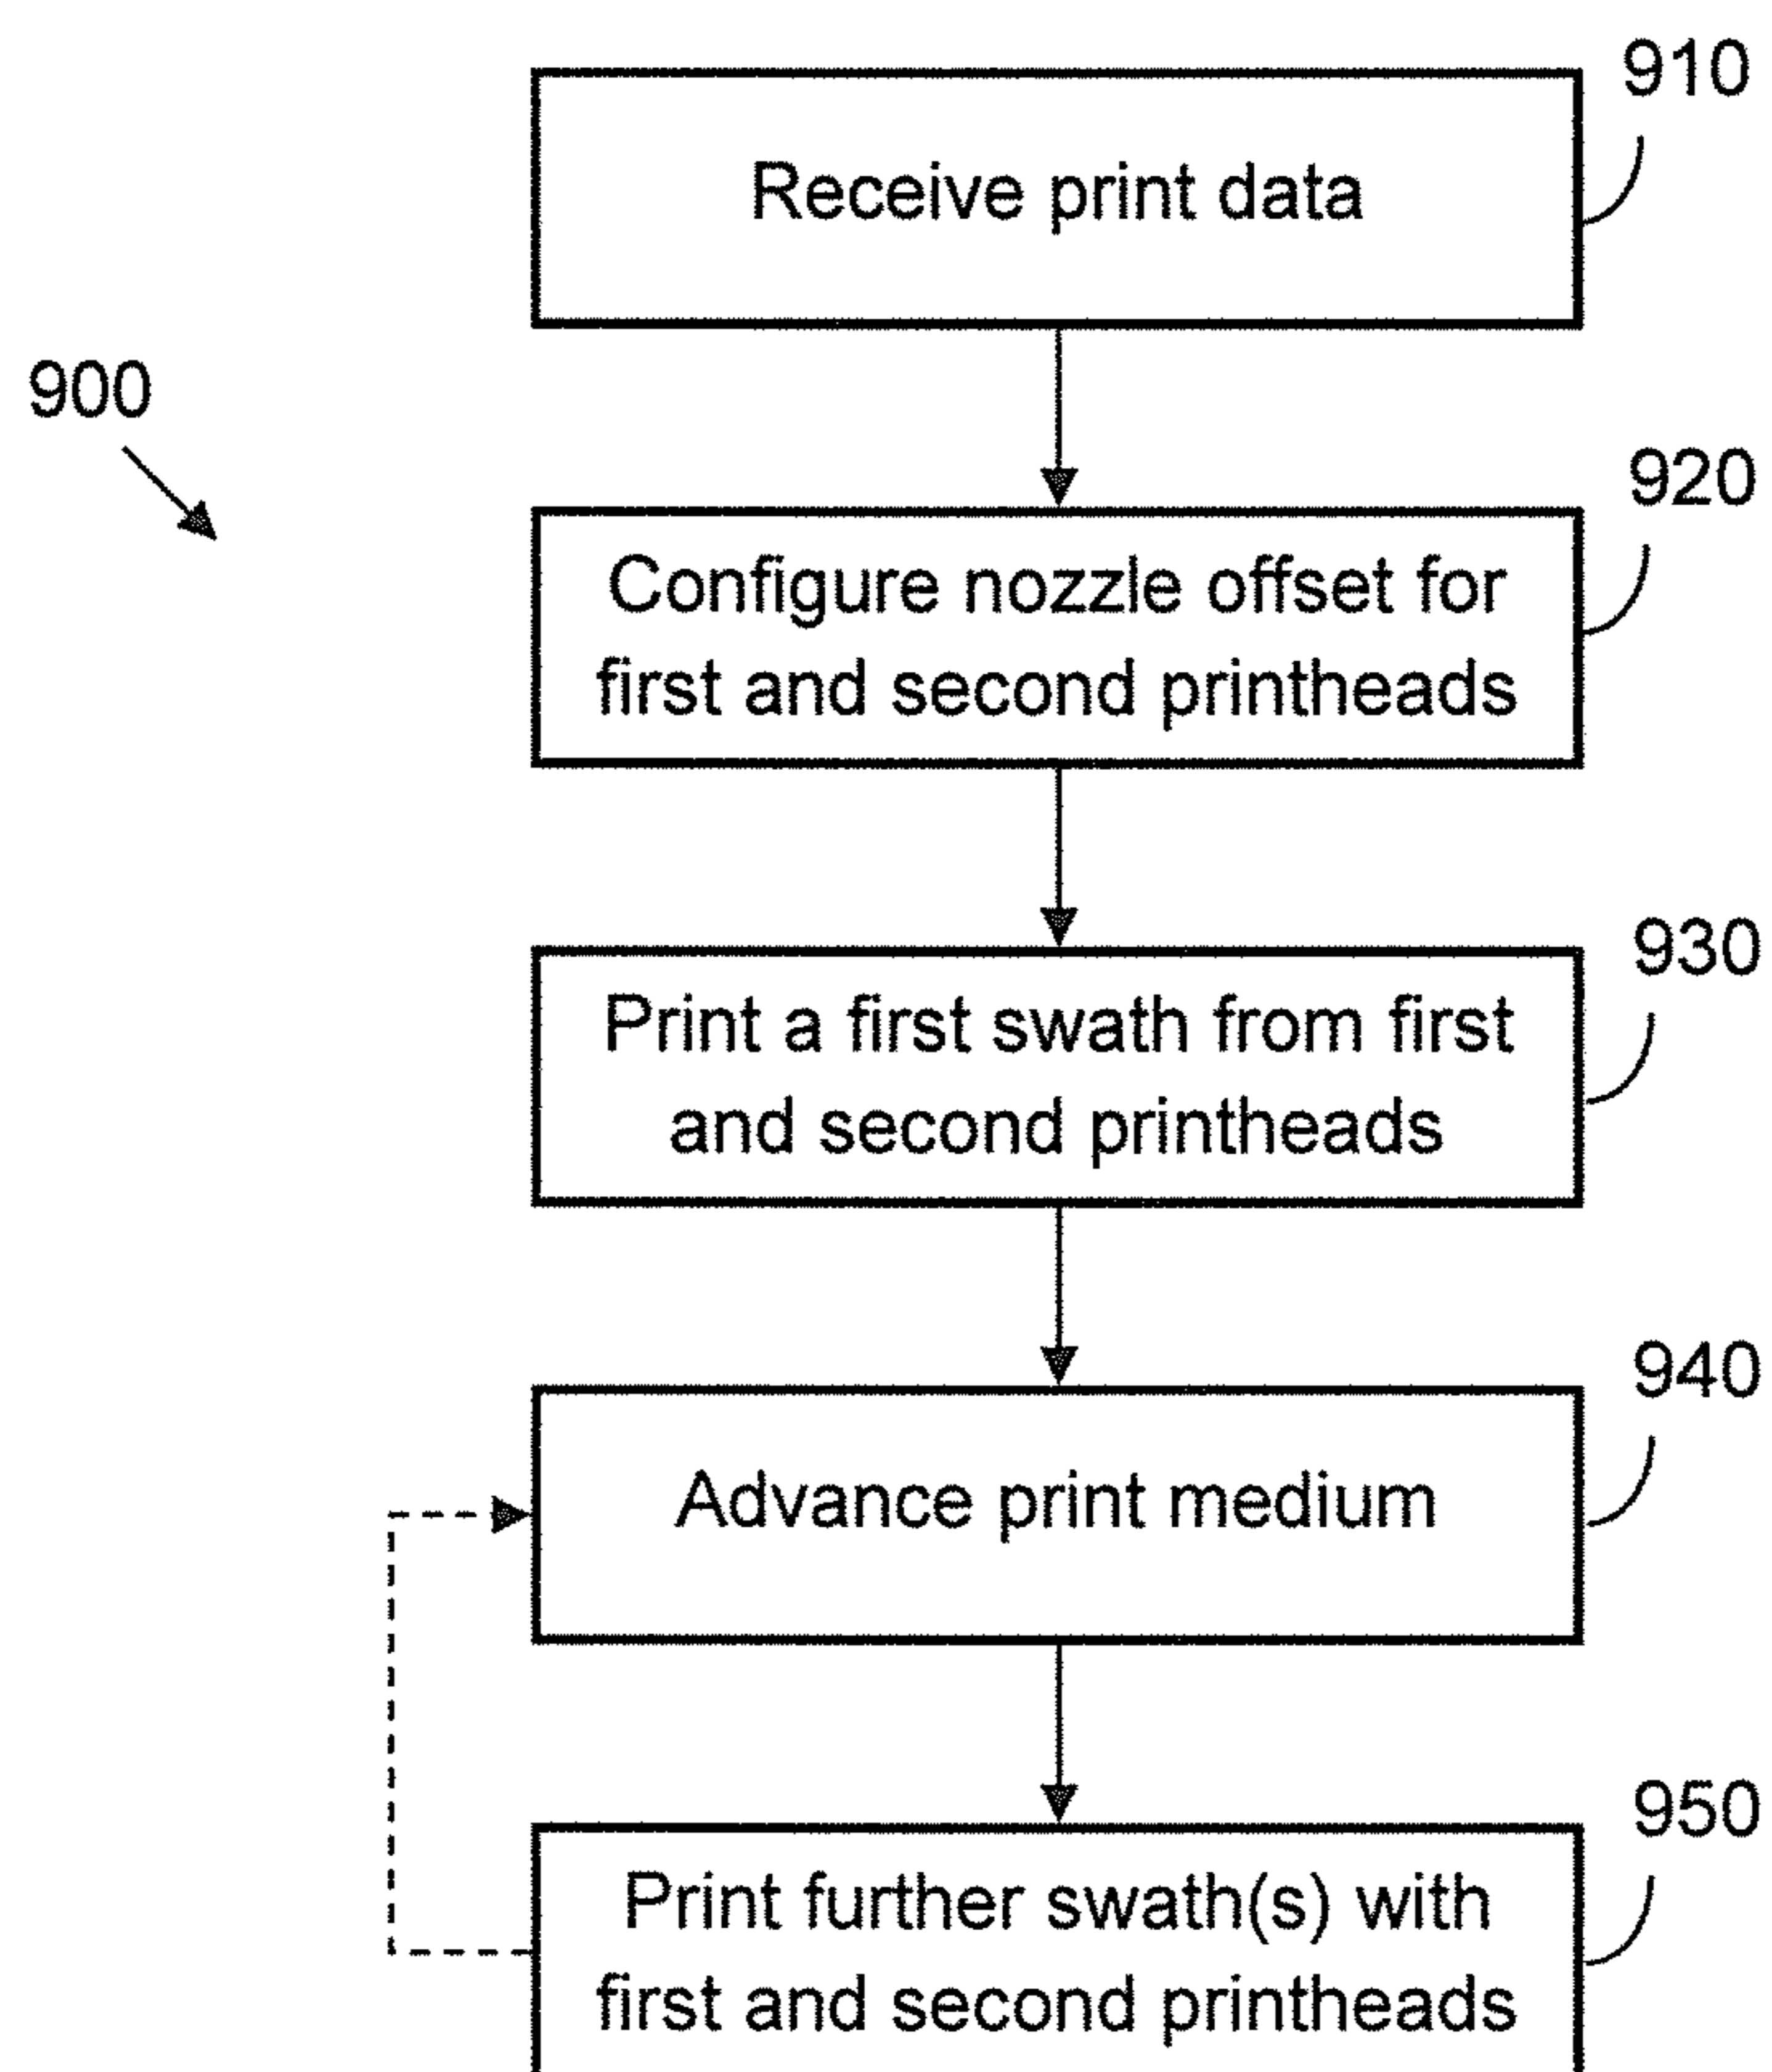 910
Receive print data
900
920
Configure nozzle offset for
first and second printheads
930
Print a first swath from first
and second printheads
940
Advance print medium
950
Print further swath(s) with
first and second printheads